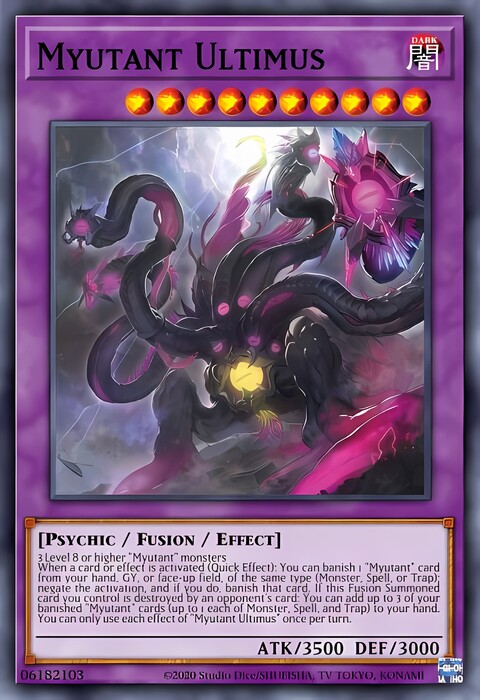 Myutant Ultimus
DARK
闇
[Psychic / Fusion / Effect]
3 Level 8 or higher "Myutant" monsters
When a card or effect is activated (Quick Effect): You can banish 1 "Myutant" card
from your hand, GY, or face-up field, of the same type (Monster, Spell, or Trap);
negate the activation, and if you do, banish that card. If this Fusion Summoned
card you control is destroyed by an opponent's card: You can add up to 3 of your
banished "Myutant" cards (up to 1 each of Monster, Spell, and Trap) to your hand.
You can only use each effect of "Myutant Ultimus" once per turn.
ATK/3500 DEF/3000
06182103
©2020 Studio Dice/SHUEISHA, TV TOKYO, KONAMI